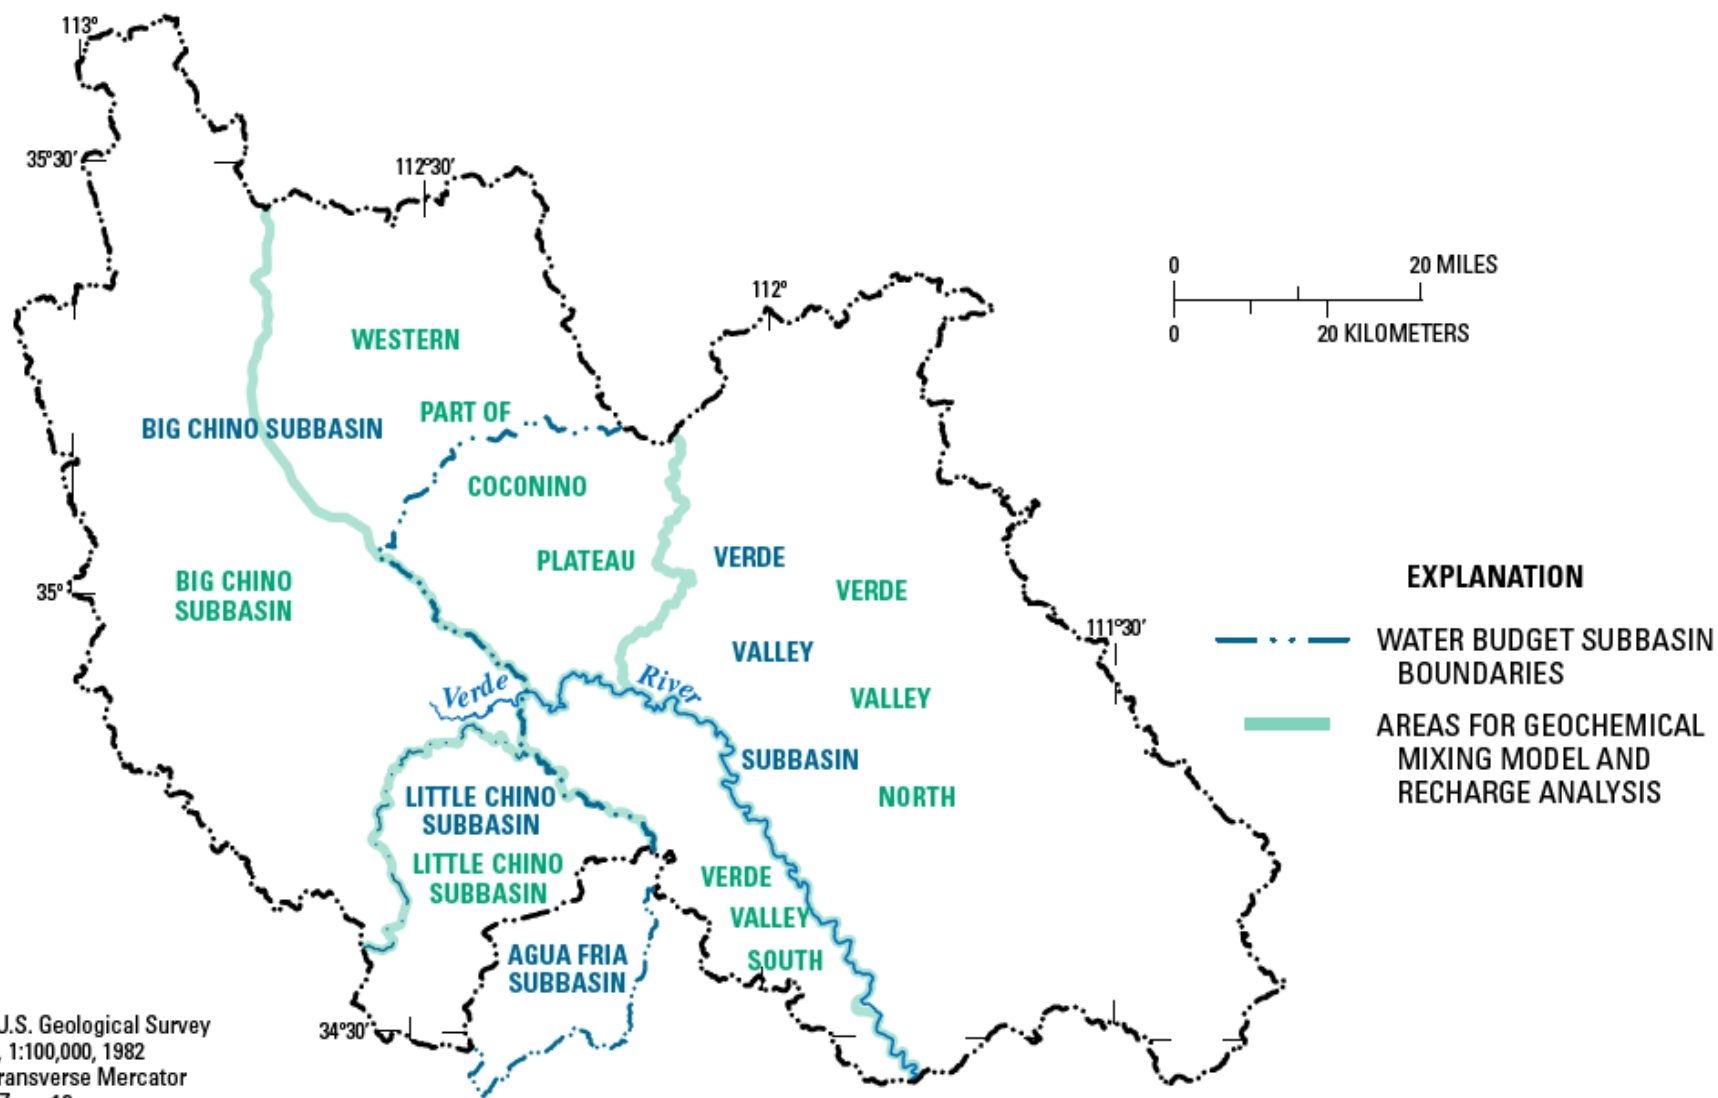 113°
35°30′
112°30′
0
20 MILES
112°
0
20 KILOMETERS
WESTERN
PART OF
BIG CHINO SUBBASIN
COCONINO
PLATEAU
VERDE
BIG CHINO
SUBBASIN
35°
VERDE
EXPLANATION
WATER BUDGET SUBBASIN
BOUNDARIES
111°30′
VALLEY
Verde
River
VALLEY
AREAS FOR GEOCHEMICAL
MIXING MODEL AND
RECHARGE ANALYSIS
SUBBASIN
NORTH
LITTLE CHINO
SUBBASIN
LITTLE CHINO
SUBBASIN
VERDE
VALLEY
SOUTH
AGUA FRIA
SUBBASIN
34°30′
U.S. Geological Survey
, 1:100,000, 1982
ransverse Mercator